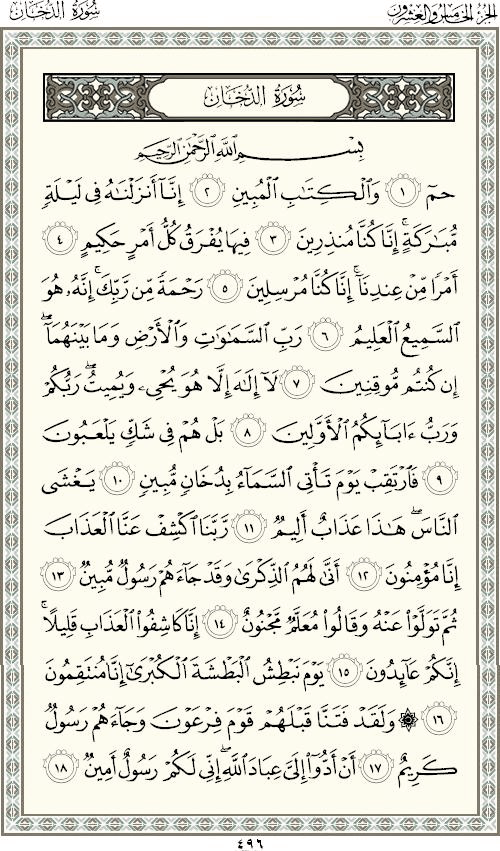 سُورَةُ الدُّخَانِ الجُزْءُ الخَامِسُ وَالعِشْرُونَ
سُورَةُ الدُّخَانِ
بِسْمِ ٱللَّهِ ٱلرَّحْمَٰنِ ٱلرَّحِيمِ
حمٓ ١ وَٱلْكِتَٰبِ ٱلْمُبِينِ ٢ إِنَّآ أَنزَلْنَٰهُ فِى لَيْلَةٍ
مُّبَٰرَكَةٍ ۚ إِنَّا كُنَّا مُنذِرِينَ ٣ فِيهَا يُفْرَقُ كُلُّ أَمْرٍ حَكِيمٍ ٤
أَمْرًا مِّنْ عِندِنَآ ۚ إِنَّا كُنَّا مُرْسِلِينَ ٥ رَحْمَةً مِّن رَّبِّكَ ۚ إِنَّهُۥ هُوَ
ٱلسَّمِيعُ ٱلْعَلِيمُ ٦ رَبِّ ٱلسَّمَٰوَٰتِ وَٱلْأَرْضِ وَمَا بَيْنَهُمَآ ۖ
إِن كُنتُم مُّوقِنِينَ ٧ لَآ إِلَٰهَ إِلَّا هُوَ يُحْىِۦ وَيُمِيتُ ۖ رَبُّكُمْ
وَرَبُّ ءَابَآئِكُمُ ٱلْأَوَّلِينَ ٨ بَلْ هُمْ فِى شَكٍّ يَلْعَبُونَ
٩ فَٱرْتَقِبْ يَوْمَ تَأْتِى ٱلسَّمَآءُ بِدُخَانٍ مُّبِينٍ ١٠ يَغْشَى
ٱلنَّاسَ ۖ هَٰذَا عَذَابٌ أَلِيمٌ ١١ رَّبَّنَا ٱكْشِفْ عَنَّا ٱلْعَذَابَ
إِنَّا مُؤْمِنُونَ ١٢ أَنَّىٰ لَهُمُ ٱلذِّكْرَىٰ وَقَدْ جَآءَهُمْ رَسُولٌ مُّبِينٌ ١٣
ثُمَّ تَوَلَّوْا۟ عَنْهُ وَقَالُوا۟ مُعَلَّمٌ مَّجْنُونٌ ١٤ إِنَّا كَاشِفُوا۟ ٱلْعَذَابِ قَلِيلًا ۚ
إِنَّكُمْ عَآئِدُونَ ١٥ يَوْمَ نَبْطِشُ ٱلْبَطْشَةَ ٱلْكُبْرَىٰٓ إِنَّا مُنتَقِمُونَ
١٦ ۞ وَلَقَدْ فَتَنَّا قَبْلَهُمْ قَوْمَ فِرْعَوْنَ وَجَآءَهُمْ رَسُولٌ
كَرِيمٌ ١٧ أَنْ أَدُّوٓا۟ إِلَىَّ عِبَادَ ٱللَّهِ ۖ إِنِّى لَكُمْ رَسُولٌ أَمِينٌ ١٨
٤٩٦